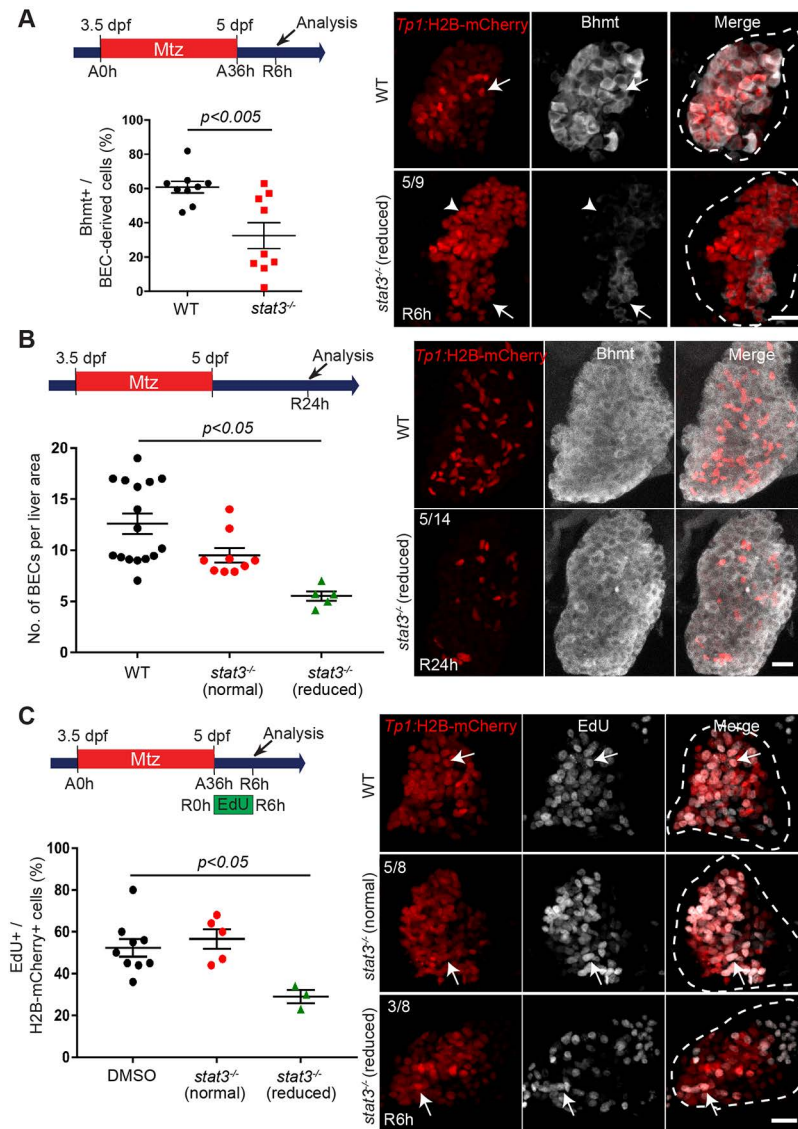 A
3.5 dpf
5 dpf
Analysis
Mtz
A0h
A36h
R6h
p<0.005
Bhmt+ /
BEC-derived cells (%)
100
80
60
40
20
0
WT
stat3-/-
Tp1:H2B-mCherry
Bhmt
Merge
WT
5/9
stat3-/- (reduced)
R6h
B
3.5 dpf
5 dpf
Analysis
Mtz
R24h
p<0.05
No. of BECs per liver area
20
15
10
5
0
WT
stat3-/-
(normal)
stat3-/-
(reduced)
Tp1:H2B-mCherry
Bhmt
Merge
WT
5/14
stat3-/- (reduced)
R24h
C
3.5 dpf
5 dpf
Analysis
Mtz
A0h
A36h
R6h
R0h
EdU
R6h
p<0.05
EdU+ /
H2B-mCherry+ cells (%)
100
80
60
40
20
0
DMSO
stat3-/-
(normal)
stat3-/-
(reduced)
Tp1:H2B-mCherry
EdU
Merge
WT
5/8
stat3-/- (normal)
3/8
stat3-/- (reduced)
R6h